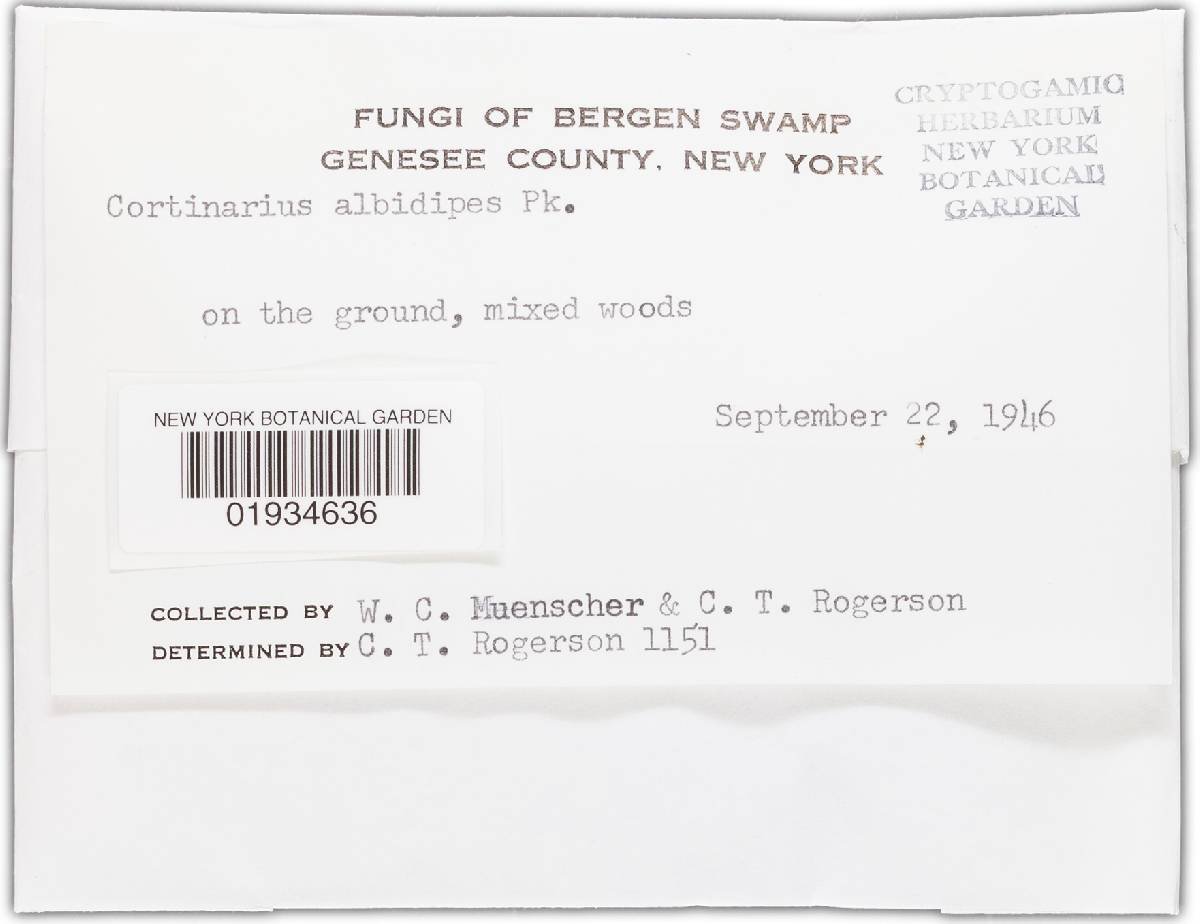 FUNGI OF BERGEN SWAMP
GENESEE COUNTY, NEW YORK
CRYPTOGAMIC
HERBARIUM
NEW YORK
BOTANICAL
GARDEN
Cortinarius albidipes Pk.
on the ground, mixed woods
September 22, 1946
NEW YORK BOTANICAL GARDEN
01934636
COLLECTED BY W. C. Muenscher & C. T. Rogerson
DETERMINED BY C. T. Rogerson 1151